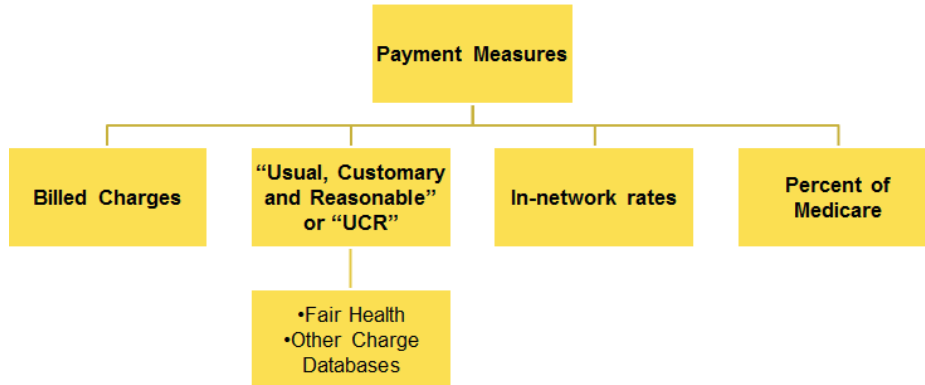 Payment Measures
Billed Charges
“Usual, Customary
and Reasonable”
or “UCR”
In-network rates
Percent of
Medicare
•Fair Health
•Other Charge
Databases